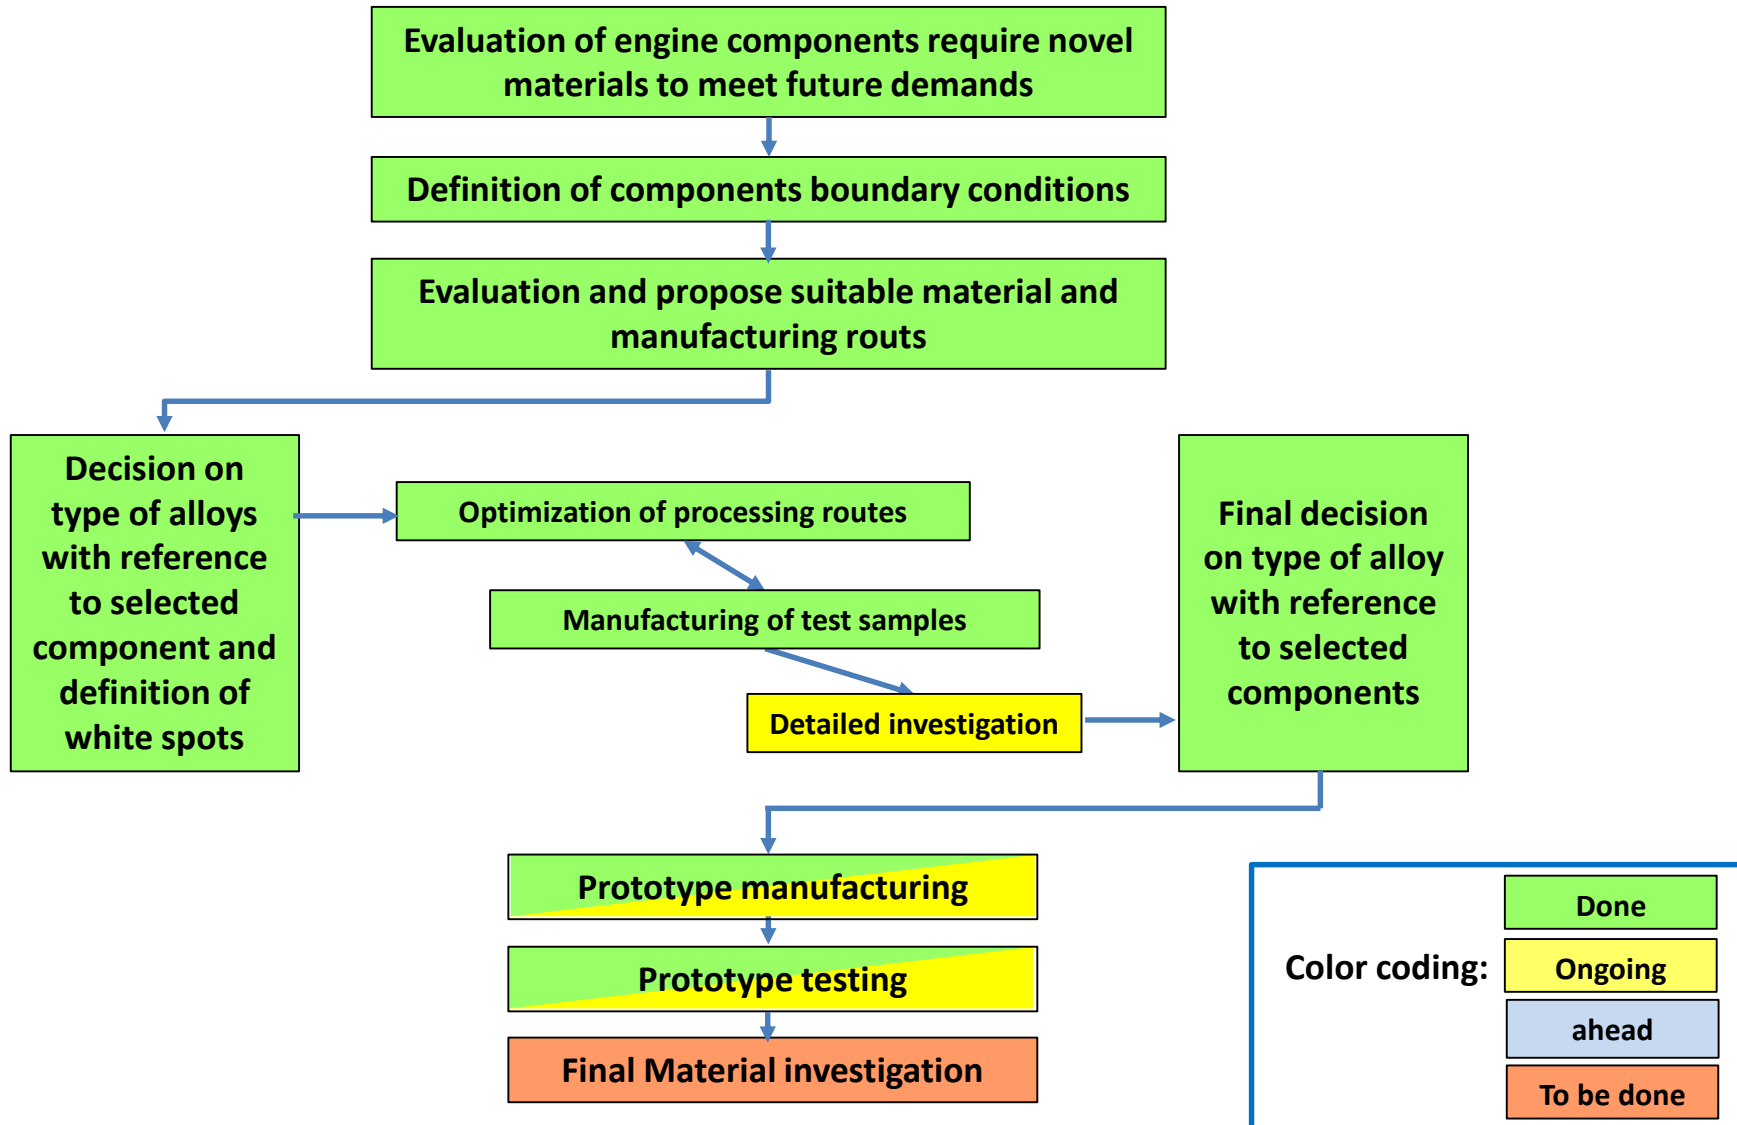 Evaluation of engine components require novel
materials to meet future demands
Definition of components boundary conditions
Evaluation and propose suitable material and
manufacturing routs
Decision on
type of alloys
with reference
to selected
component and
definition of
white spots
Optimization of processing routes
Manufacturing of test samples
Detailed investigation
Final decision
on type of alloy
with reference
to selected
components
Prototype manufacturing
Prototype testing
Final Material investigation
Color coding:
Done
Ongoing
ahead
To be done